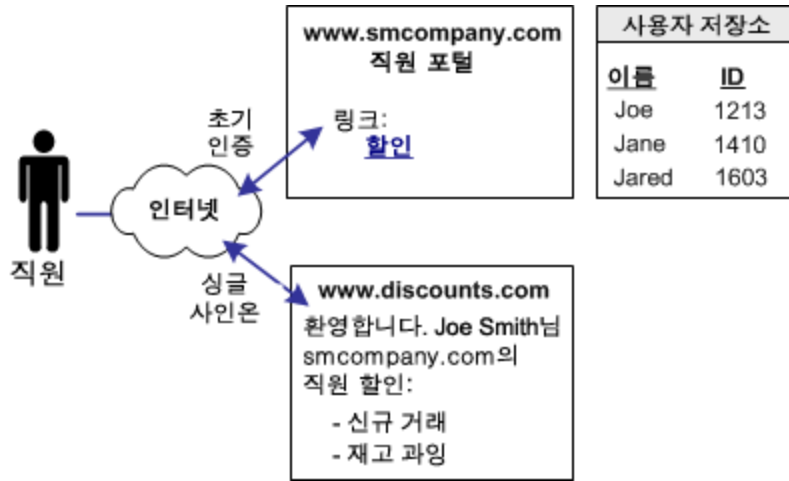 www.smcompany.com
직원 포털
링크:
할인
사용자 저장소
이름 ID
Joe 1213
Jane 1410
Jared 1603
초기
인증
인터넷
직원
싱글
사인온
www.discounts.com
환영합니다. Joe Smith님
smcompany.com의
직원 할인:
- 신규 거래
- 재고 과잉